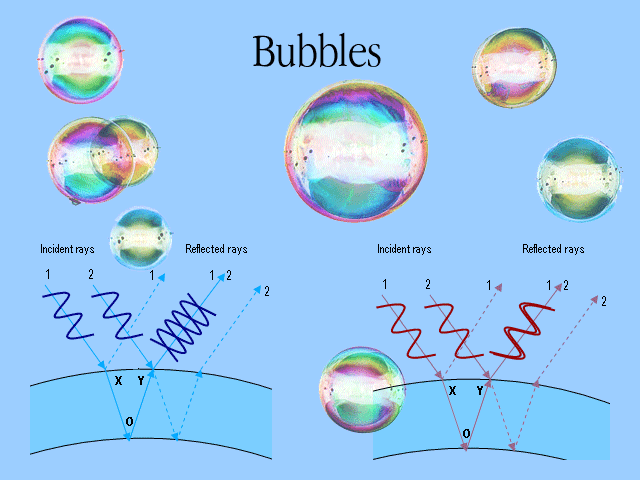 Bubbles
Incident rays Reflected rays
1 2 1 1 2 2
X Y
O
Incident rays Reflected rays
1 2 1 1 2 2
X Y
O